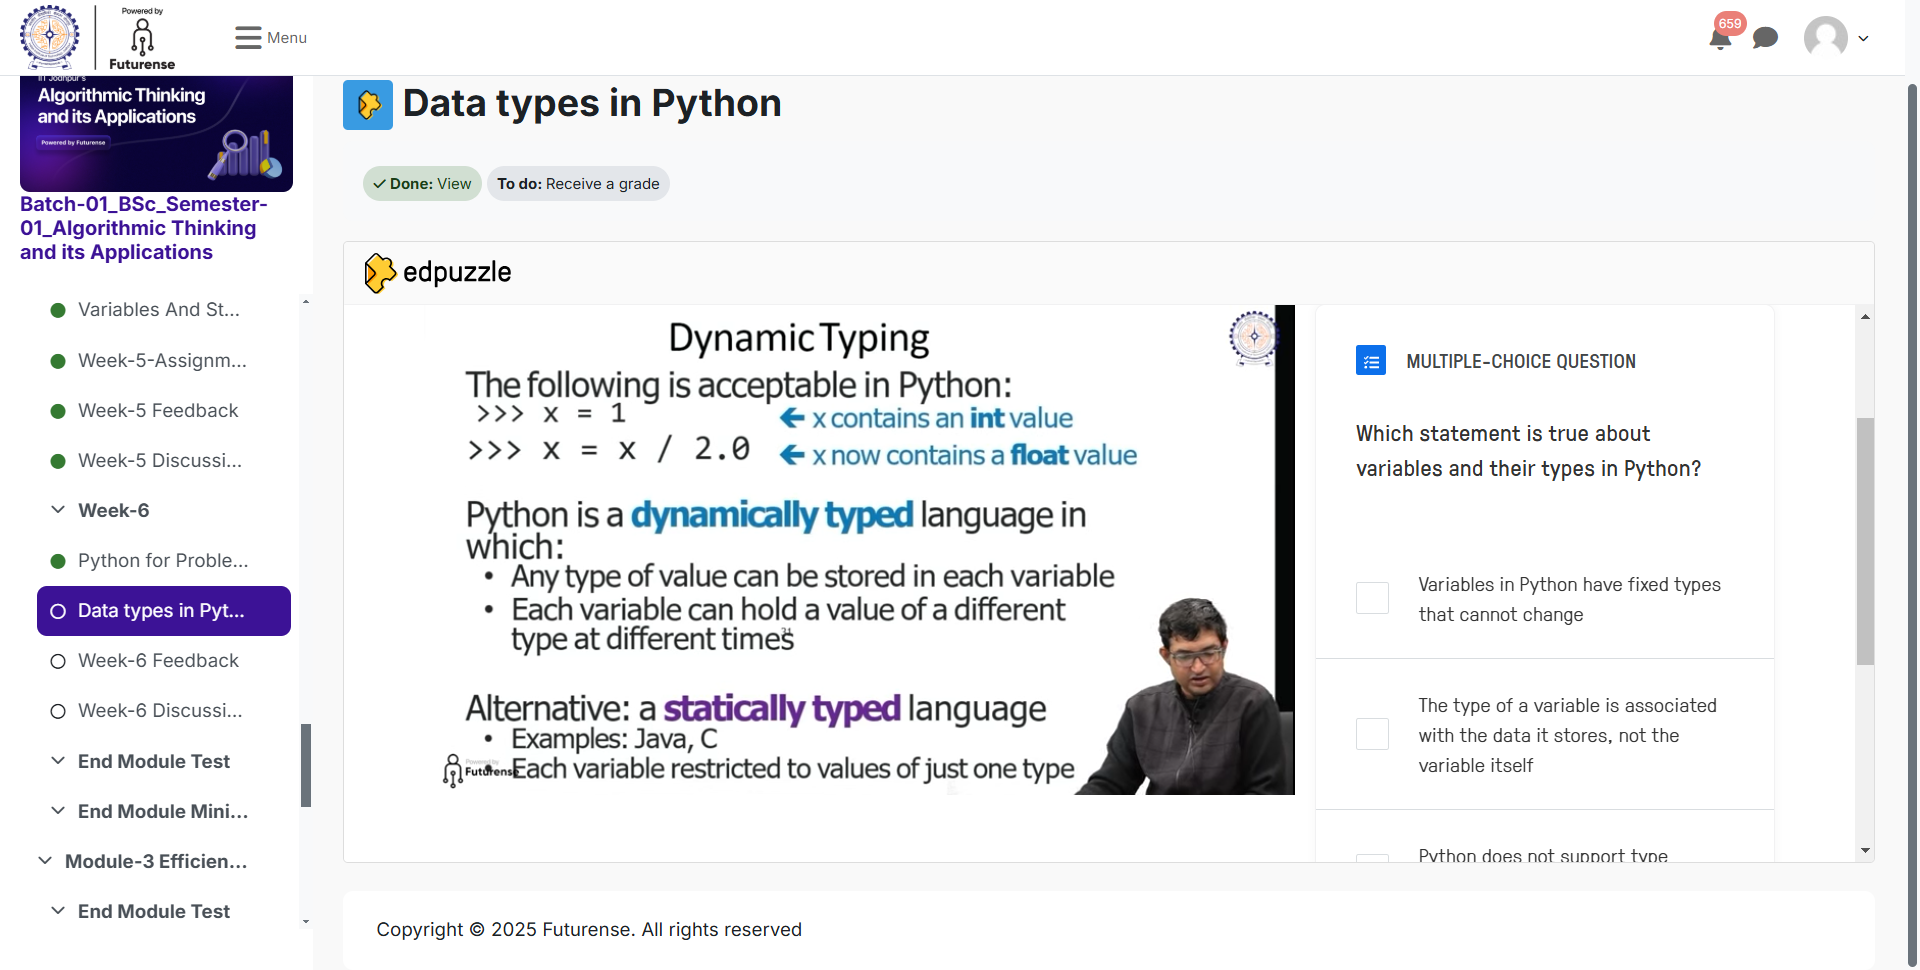 Powered by
Futurense
Menu
659
IIT Jodhpur's
Algorithmic Thinking
and its Applications
Powered by Futurense
Batch-01_BSc_Semester-
01_Algorithmic Thinking
and its Applications
Variables And St...
Week-5-Assignm...
Week-5 Feedback
Week-5 Discussi...
Week-6
Python for Proble...
Data types in Pyt...
Week-6 Feedback
Week-6 Discussi...
End Module Test
End Module Mini...
Module-3 Efficien...
End Module Test
Data types in Python
Done: View
To do: Receive a grade
edpuzzle
Dynamic Typing
The following is acceptable in Python:
>>> x = 1 ← x contains an int value
>>> x = x / 2.0 ← x now contains a float value
Python is a dynamically typed language in
which:
• Any type of value can be stored in each variable
• Each variable can hold a value of a different
type at different times
Alternative: a statically typed language
• Examples: Java, C
• Each variable restricted to values of just one type
Powered by
Futurense
MULTIPLE-CHOICE QUESTION
Which statement is true about
variables and their types in Python?
Variables in Python have fixed types
that cannot change
The type of a variable is associated
with the data it stores, not the
variable itself
Python does not support type
Copyright © 2025 Futurense. All rights reserved